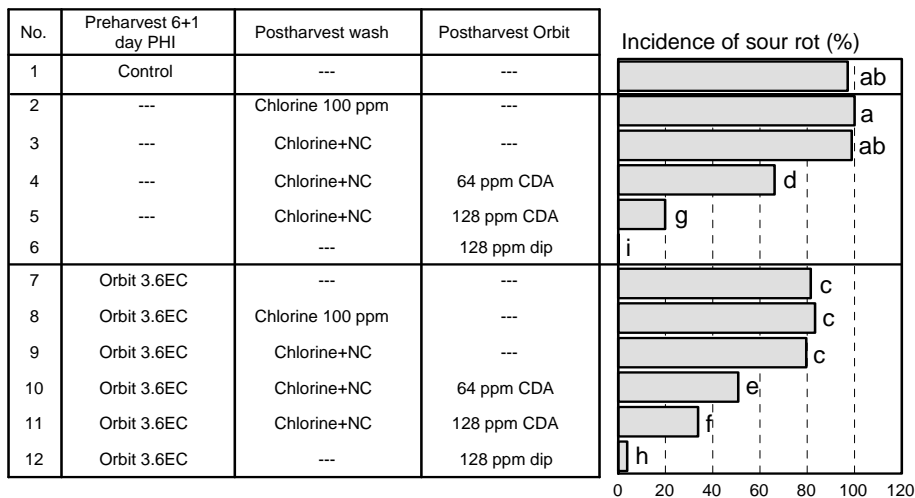 No. Preharvest 6+1 day PHI Postharvest wash Postharvest Orbit Incidence of sour rot (%)
1 Control --- --- ab
2 --- Chlorine 100 ppm --- a
3 --- Chlorine+NC --- ab
4 --- Chlorine+NC 64 ppm CDA d
5 --- Chlorine+NC 128 ppm CDA g
6 --- 128 ppm dip i
7 Orbit 3.6EC --- --- c
8 Orbit 3.6EC Chlorine 100 ppm --- c
9 Orbit 3.6EC Chlorine+NC --- c
10 Orbit 3.6EC Chlorine+NC 64 ppm CDA e
11 Orbit 3.6EC Chlorine+NC 128 ppm CDA f
12 Orbit 3.6EC --- 128 ppm dip h
0 20 40 60 80 100 120